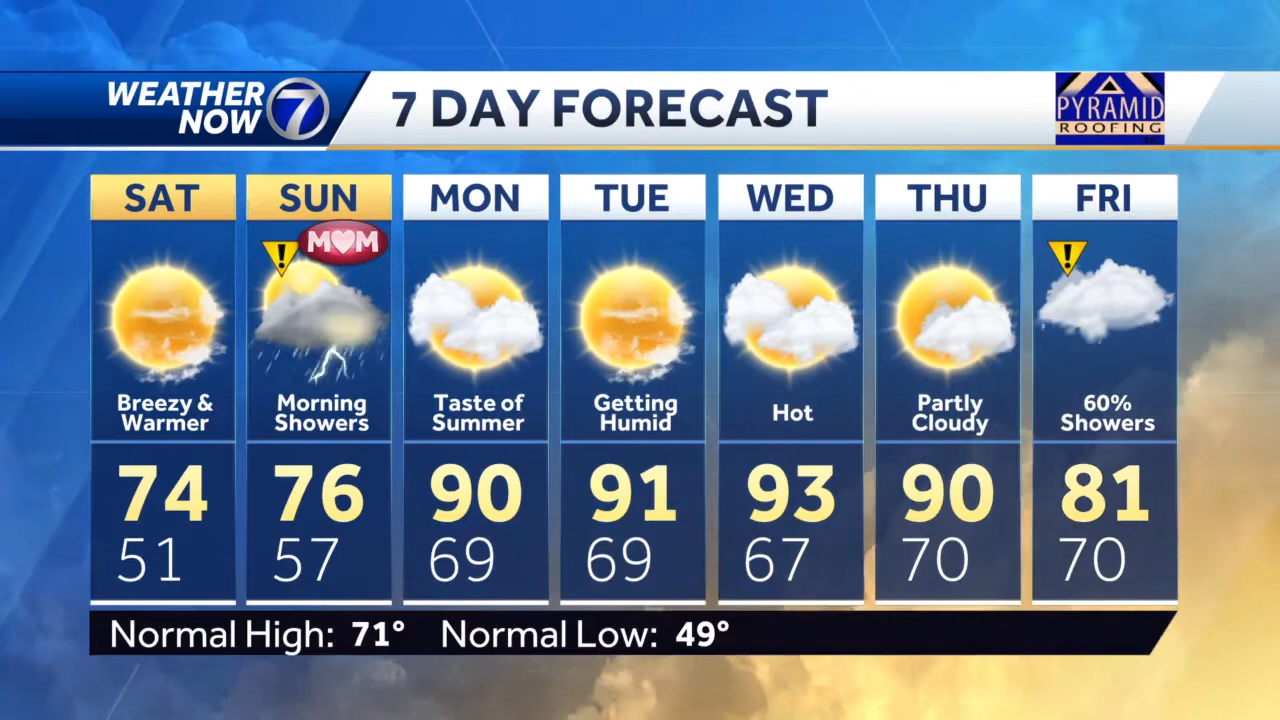 WEATHER
NOW
7
7 DAY FORECAST
PYRAMID
ROOFING
SAT
SUN
MON
TUE
WED
THU
FRI
!
M♥M
!
Breezy &
Warmer
Morning
Showers
Taste of
Summer
Getting
Humid
Hot
Partly
Cloudy
60%
Showers
74
76
90
91
93
90
81
51
57
69
69
67
70
70
Normal High: 71° Normal Low: 49°